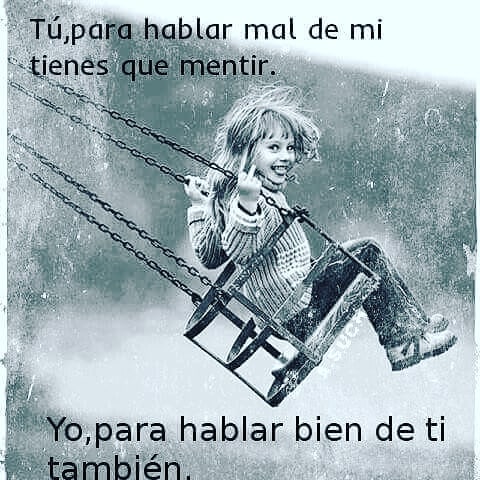 Tú,para hablar mal de mi
tienes que mentir.
Yo,para hablar bien de ti
también.